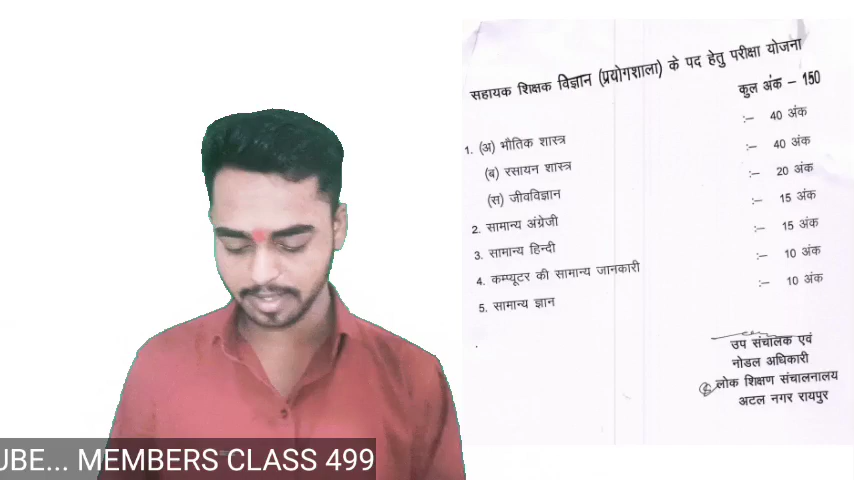 सहायक शिक्षक विज्ञान (प्रयोगशाला) के पद हेतु परीक्षा योजना
कुल अंक – 150
1. (अ) भौतिक शास्त्र :– 40 अंक
(ब) रसायन शास्त्र :– 40 अंक
(स) जीवविज्ञान :– 20 अंक
2. सामान्य अंग्रेजी :– 15 अंक
3. सामान्य हिन्दी :– 15 अंक
4. कम्प्यूटर की सामान्य जानकारी :– 10 अंक
5. सामान्य ज्ञान :– 10 अंक
उप संचालक एवं
नोडल अधिकारी
लोक शिक्षण संचालनालय
अटल नगर रायपुर
UBE... MEMBERS CLASS 499